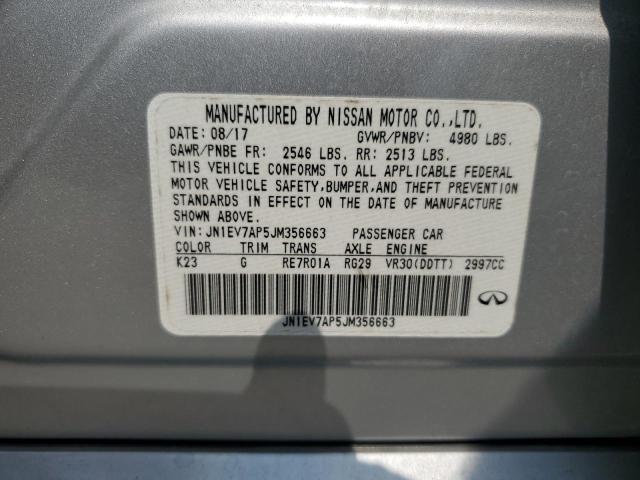 MANUFACTURED BY NISSAN MOTOR CO.,LTD.
DATE: 08/17 GVWR/PNBV: 4980 LBS.
GAWR/PNBE FR: 2546 LBS. RR: 2513 LBS.
THIS VEHICLE CONFORMS TO ALL APPLICABLE FEDERAL
MOTOR VEHICLE SAFETY,BUMPER,AND THEFT PREVENTION
STANDARDS IN EFFECT ON THE DATE OF MANUFACTURE
SHOWN ABOVE.
VIN: JN1EV7AP5JM356663 PASSENGER CAR
COLOR TRIM TRANS AXLE ENGINE
K23 G RE7R01A RG29 VR30(DDTT) 2997CC
JN1EV7AP5JM356663